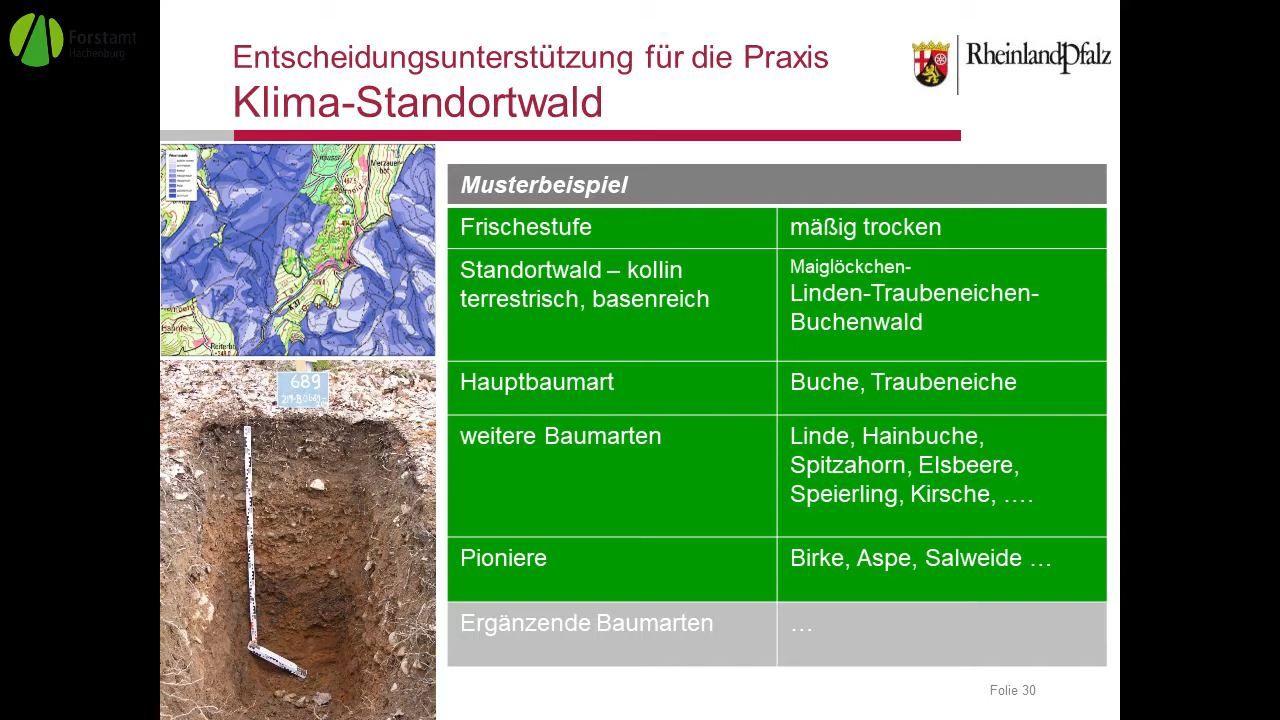 Forstamt
Hachenburg
Entscheidungsunterstützung für die Praxis
Klima-Standortwald
RheinlandPfalz
Musterbeispiel
Frischestufe
mäßig trocken
Standortwald – kollin
terrestrisch, basenreich
Maiglöckchen-
Linden-Traubeneichen-
Buchenwald
Hauptbaumart
Buche, Traubeneiche
weitere Baumarten
Linde, Hainbuche,
Spitzahorn, Elsbeere,
Speierling, Kirsche, ….
Pioniere
Birke, Aspe, Salweide …
Ergänzende Baumarten
…
689
Folie 30